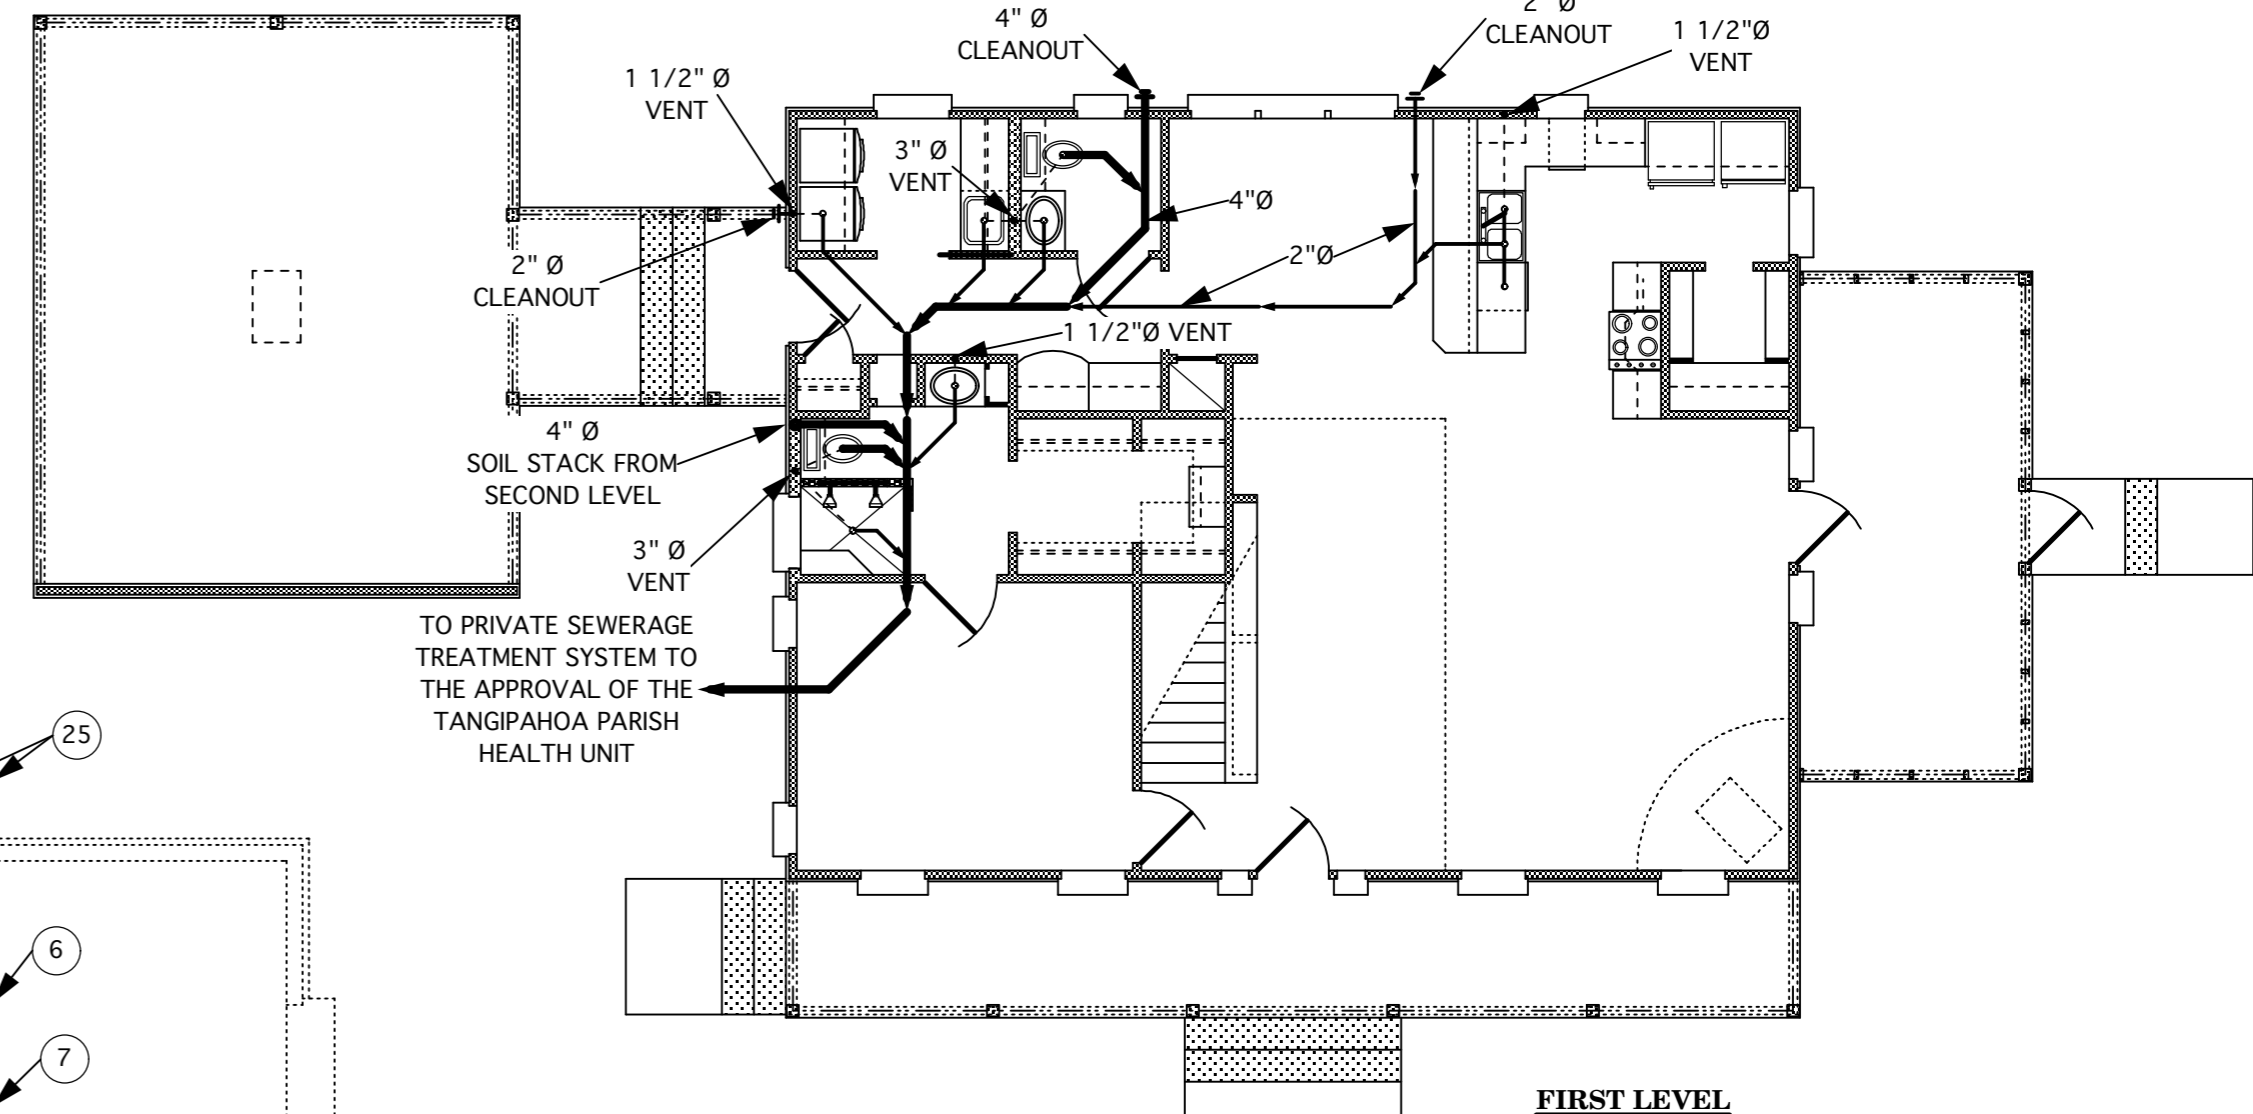 4" Ø
CLEANOUT
2" Ø
CLEANOUT
1 1/2"Ø
VENT
1 1/2" Ø
VENT
3" Ø
VENT
4"Ø
2"Ø
2" Ø
CLEANOUT
1 1/2"Ø VENT
4" Ø
SOIL STACK FROM
SECOND LEVEL
3" Ø
VENT
TO PRIVATE SEWERAGE
TREATMENT SYSTEM TO
THE APPROVAL OF THE
TANGIPAHOA PARISH
HEALTH UNIT
25
6
7
FIRST LEVEL